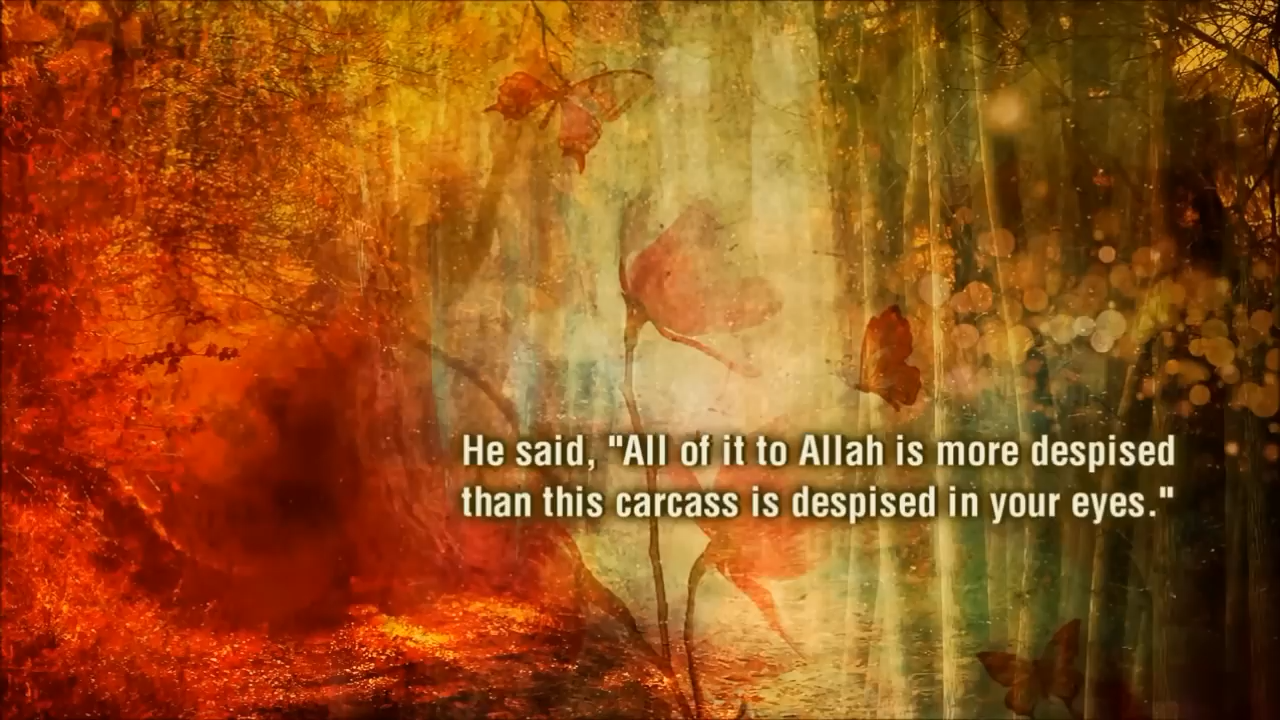 He said, "All of it to Allah is more despised
than this carcass is despised in your eyes."